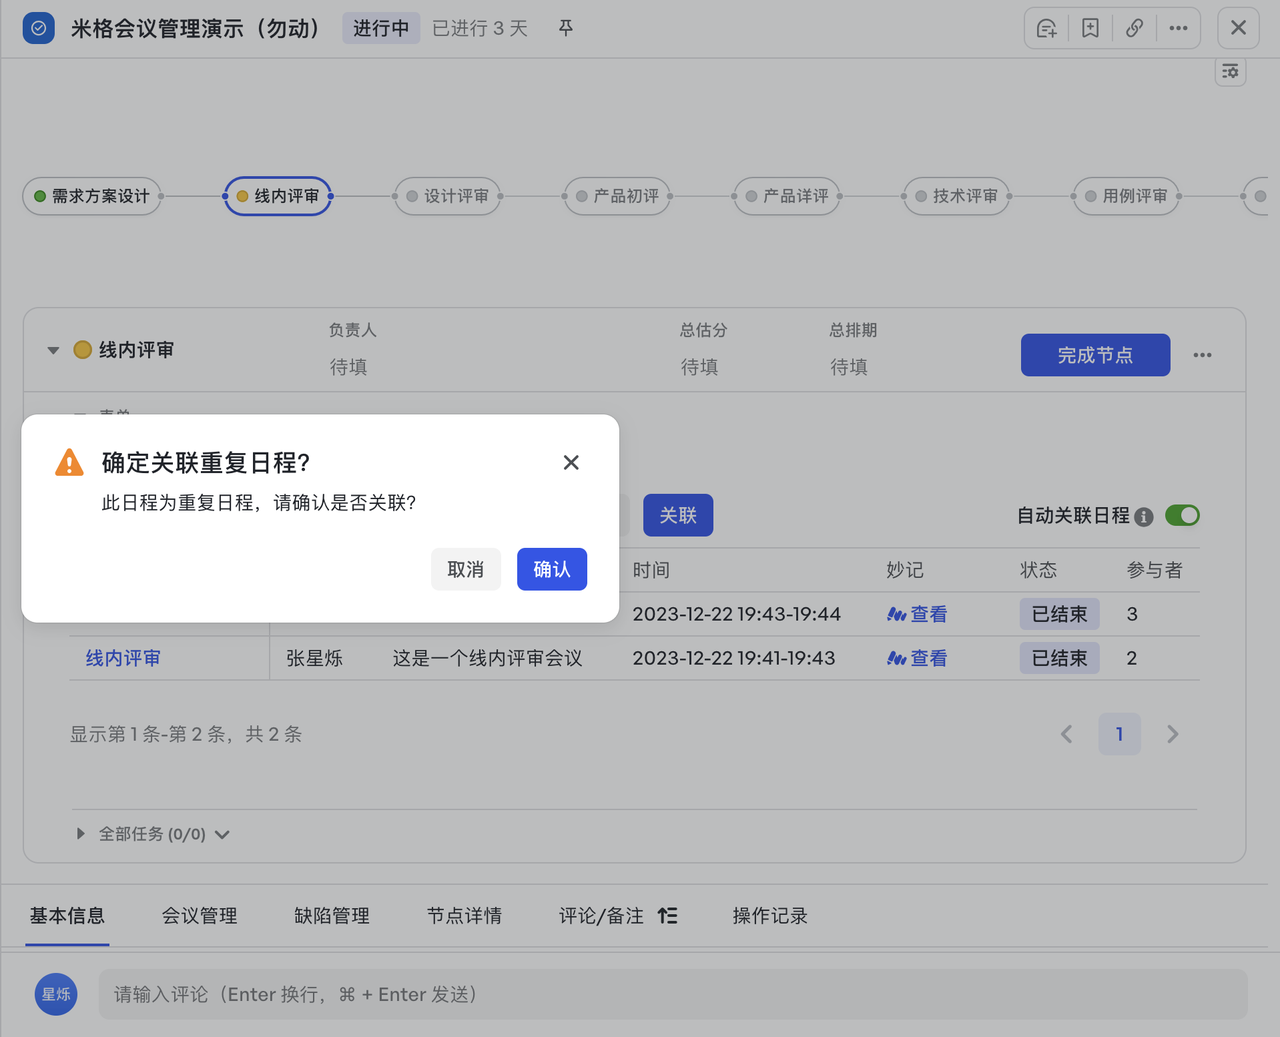 米格会议管理演示（勿动） 进行中 已进行 3 天
需求方案设计 线内评审 设计评审 产品初评 产品详评 技术评审 用例评审
线内评审 负责人 总估分 总排期
待填 待填 待填 完成节点
表单
确定关联重复日程?
此日程为重复日程，请确认是否关联?
取消 确认
关联 自动关联日程
时间 妙记 状态 参与者
2023-12-22 19:43-19:44 查看 已结束 3
线内评审 张星烁 这是一个线内评审会议 2023-12-22 19:41-19:43 查看 已结束 2
显示第 1 条-第 2 条，共 2 条 1
全部任务 (0/0)
基本信息 会议管理 缺陷管理 节点详情 评论/备注 操作记录
星烁 请输入评论（Enter 换行，⌘ + Enter 发送）